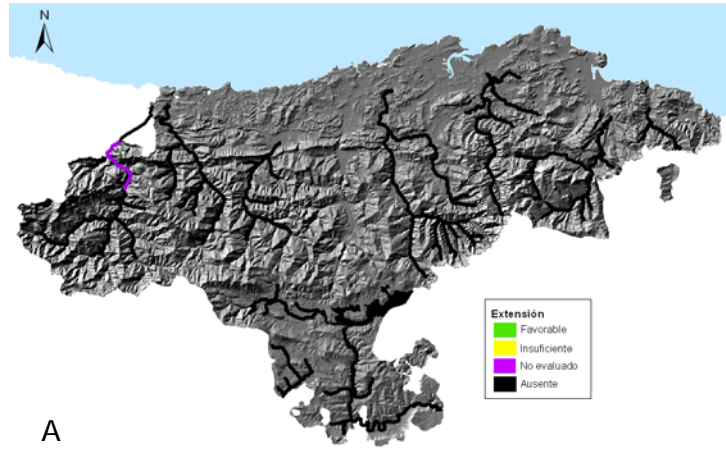 N
Extensión
Favorable
Insuficiente
No evaluado
Ausente
A